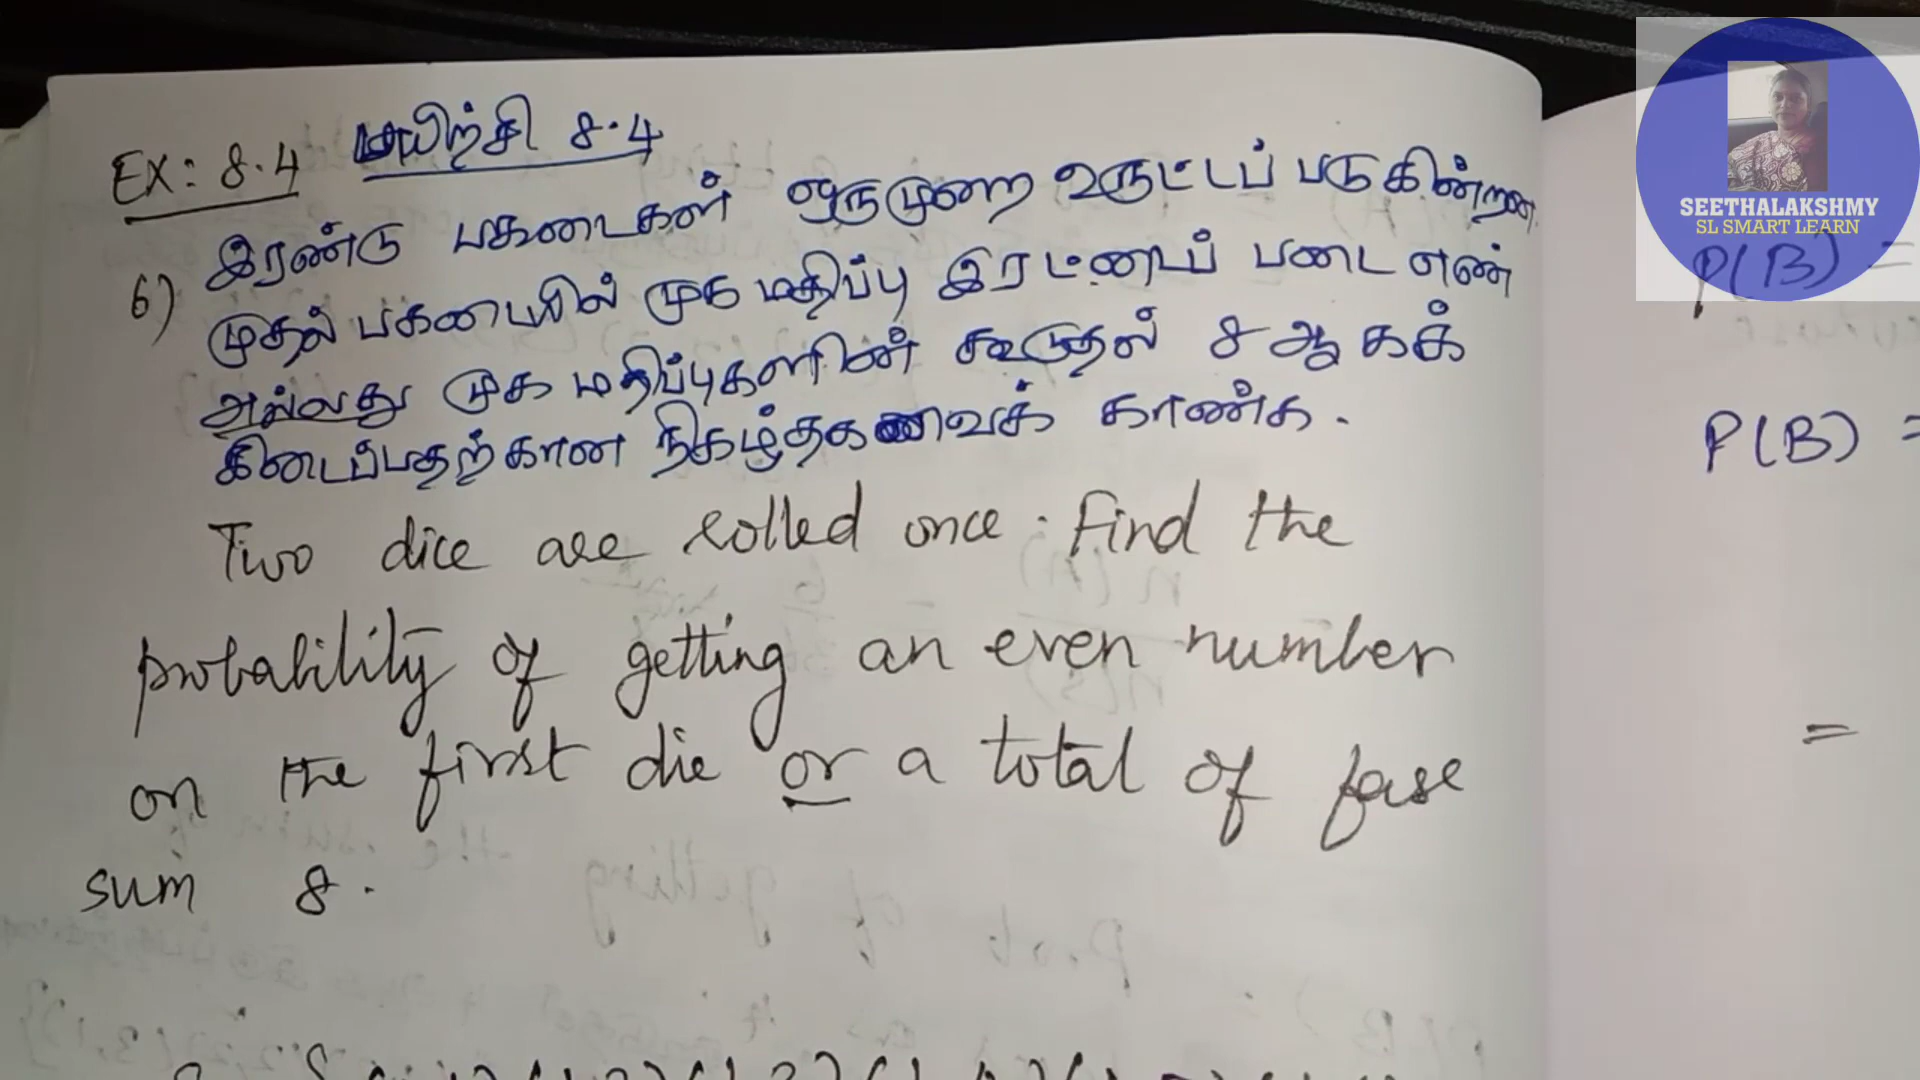 EX: 8.4 பயிற்சி 8.4
6) இரண்டு பகடைகள் ஒருமுறை உருட்டப் படுகின்றன.
முதல் பகடையில் முக மதிப்பு இரட்டைப் படை எண்
அல்லது முக மதிப்புகளின் கூடுதல் 8 ஆகக்
கிடைப்பதற்கான நிகழ்தகவைக் காண்க.
Two dice are rolled once. Find the
probability of getting an even number
on the first die or a total of face
sum 8.
SEETHALAKSHMY
SL SMART LEARN
P(B) =
P(B) =
=